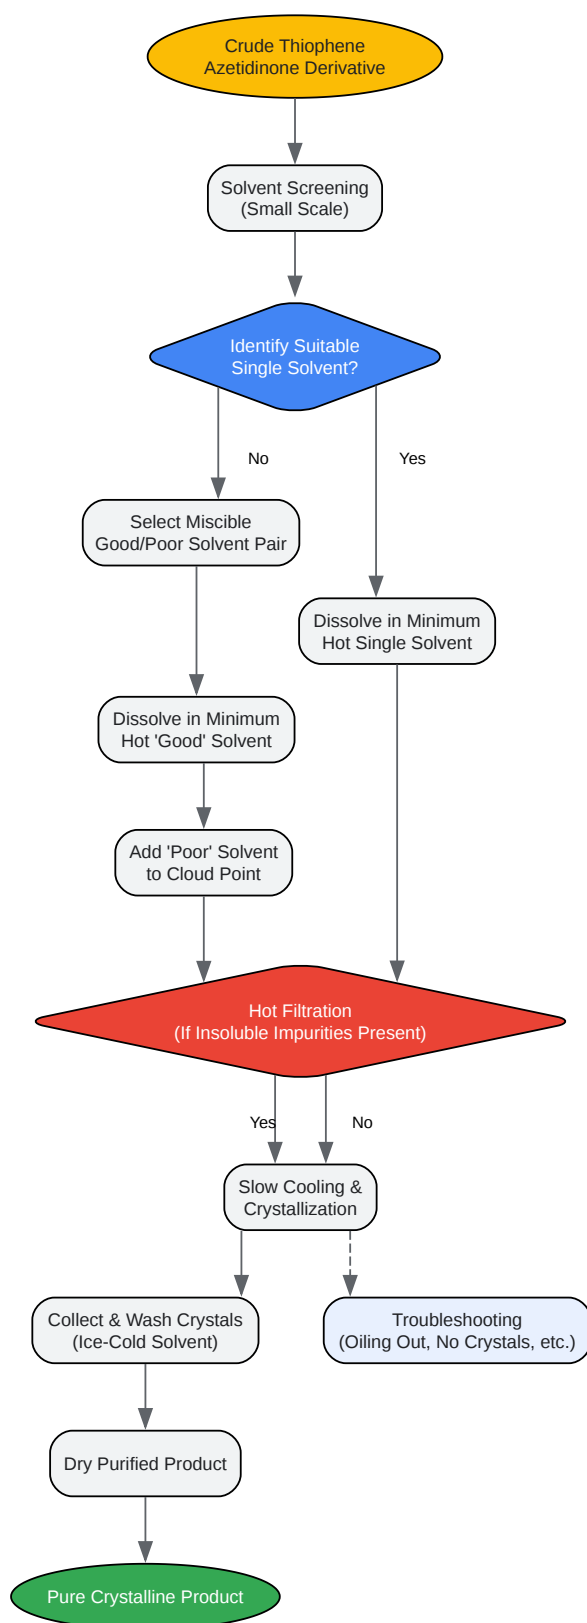 Crude Thiophene
Azetidinone Derivative
Solvent Screening
(Small Scale)
Identify Suitable
Single Solvent?
No
Yes
Select Miscible
Good/Poor Solvent Pair
Dissolve in Minimum
Hot Single Solvent
Dissolve in Minimum
Hot 'Good' Solvent
Add 'Poor' Solvent
to Cloud Point
Hot Filtration
(If Insoluble Impurities Present)
Yes
No
Slow Cooling &
Crystallization
Collect & Wash Crystals
(Ice-Cold Solvent)
Troubleshooting
(Oiling Out, No Crystals, etc.)
Dry Purified Product
Pure Crystalline Product